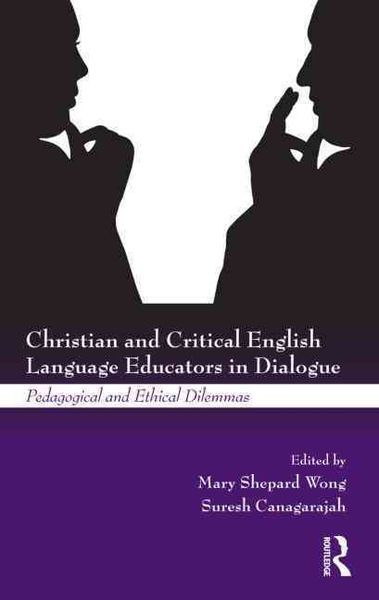 Christian and Critical English
Language Educators in Dialogue
Pedagogical and Ethical Dilemmas
Edited by
Mary Shepard Wong
Suresh Canagarajah
ROUTLEDGE